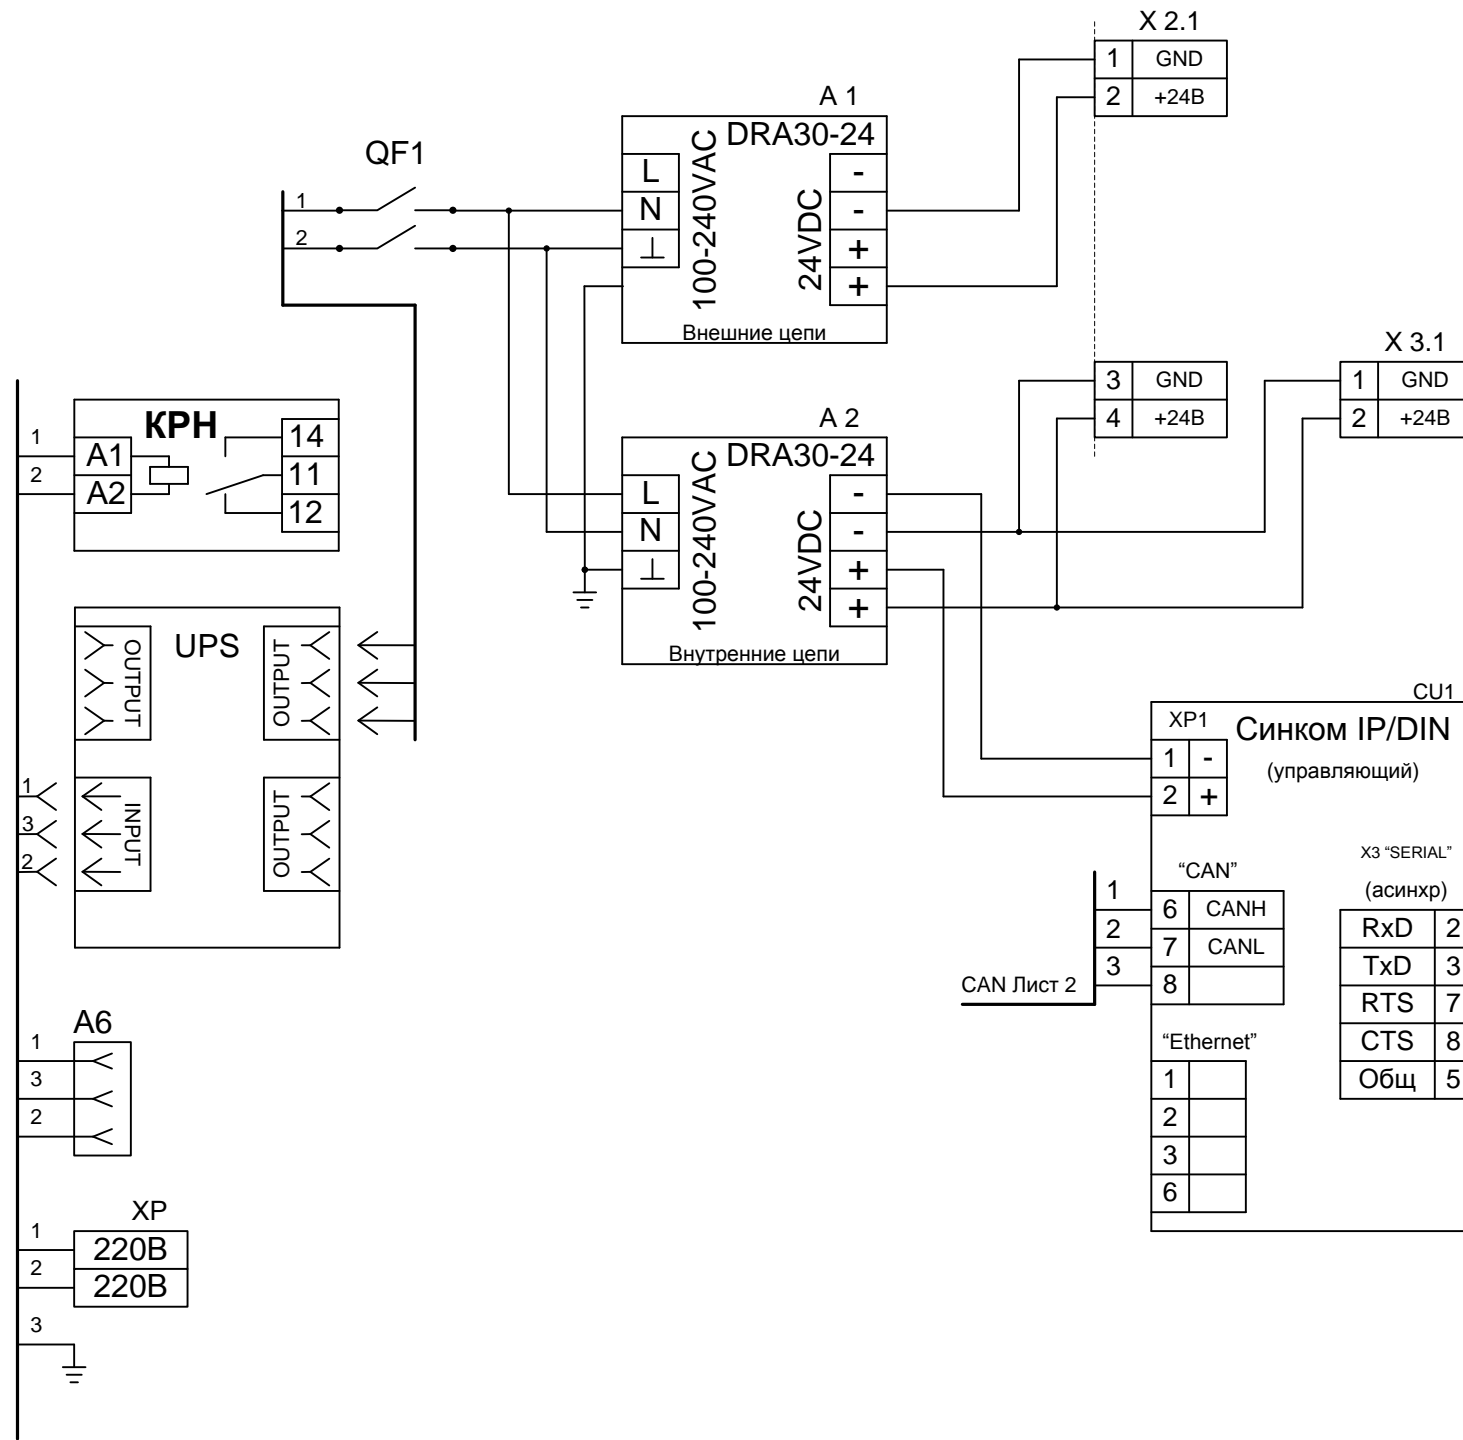 X 2.1
1 GND
2 +24В
QF1
1
2
A 1
DRA30-24
L
N
⊥
100-240VAC
24VDC
-
-
+
+
Внешние цепи
3 GND
4 +24В
X 3.1
1 GND
2 +24В
1
2
КРН
A1
A2
14
11
12
A 2
DRA30-24
L
N
⊥
100-240VAC
24VDC
-
-
+
+
Внутренние цепи
UPS
OUTPUT
OUTPUT
INPUT
OUTPUT
1
3
2
CU1
XP1
1 -
2 +
Синком IP/DIN
(управляющий)
"CAN"
1
2
3
6 CANH
7 CANL
8
CAN Лист 2
X3 “SERIAL”
(асинхр)
RxD 2
TxD 3
RTS 7
CTS 8
Общ 5
“Ethernet”
1
2
3
6
A6
1
3
2
XP
1
2
220В
220В
3